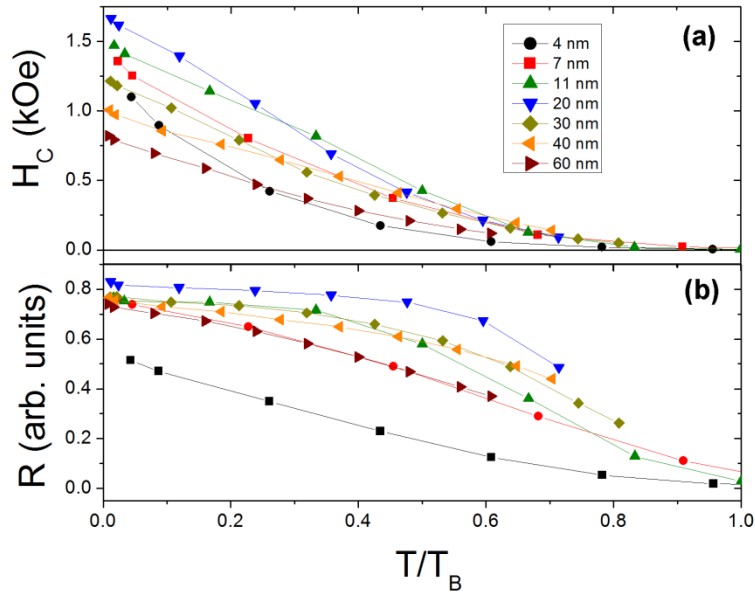 (a)
H_C (kOe)
1.5
1.0
0.5
0.0
4 nm
7 nm
11 nm
20 nm
30 nm
40 nm
60 nm
(b)
R (arb. units)
0.8
0.6
0.4
0.2
0.0
0.0 0.2 0.4 0.6 0.8 1.0
T/T_B